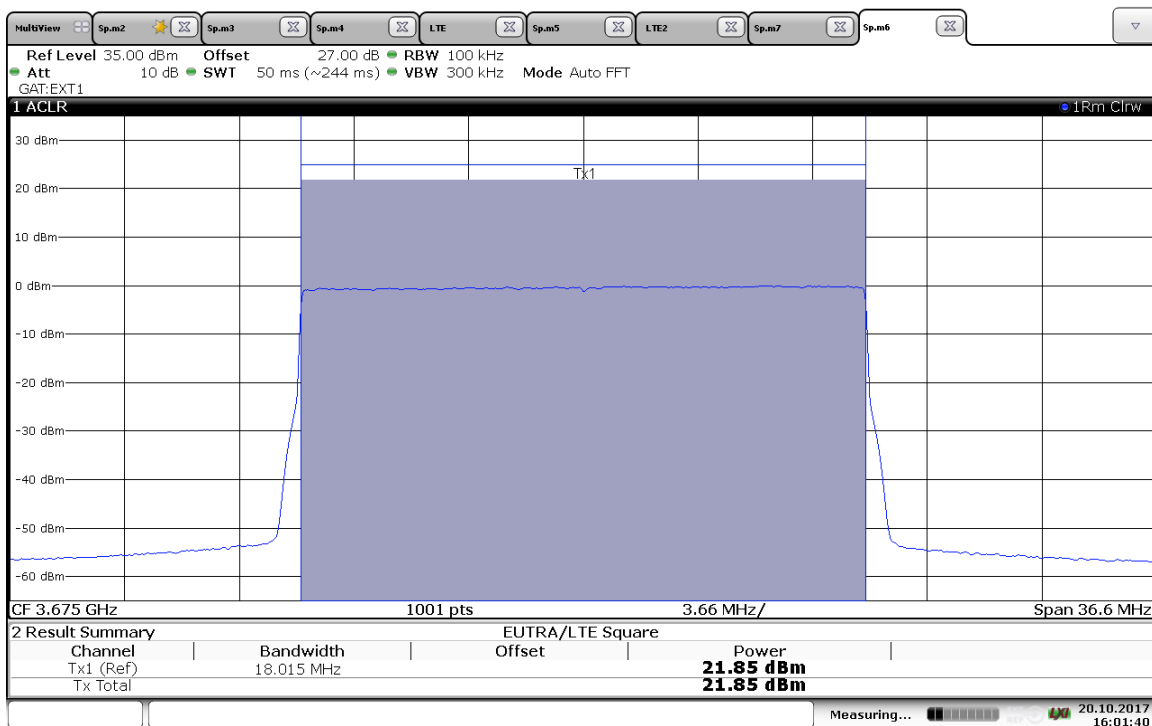 MultiView Sp.m2 Sp.m3 Sp.m4 LTE Sp.m5 LTE2 Sp.m7 Sp.m6
Ref Level 35.00 dBm Offset 27.00 dB RBW 100 kHz
Att 10 dB SWT 50 ms (~244 ms) VBW 300 kHz Mode Auto FFT
GAT:EXT1
1 ACLR 1Rm Clrw
30 dBm
Tx1
20 dBm
10 dBm
0 dBm
-10 dBm
-20 dBm
-30 dBm
-40 dBm
-50 dBm
-60 dBm
CF 3.675 GHz 1001 pts 3.66 MHz/ Span 36.6 MHz
2 Result Summary EUTRA/LTE Square
Channel Bandwidth Offset Power
Tx1 (Ref) 18.015 MHz 21.85 dBm
Tx Total 21.85 dBm
Measuring... LXI 20.10.2017
16:01:40